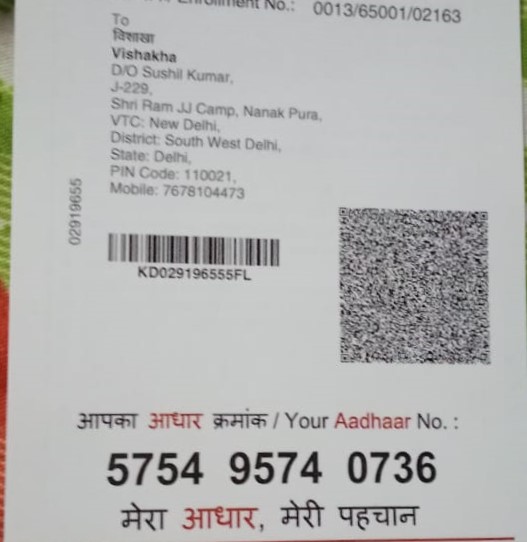 Enrollment No.: 0013/65001/02163
To
विशाखा
Vishakha
D/O Sushil Kumar,
J-229,
Shri Ram JJ Camp, Nanak Pura,
VTC: New Delhi,
District: South West Delhi,
State: Delhi,
PIN Code: 110021,
Mobile: 7678104473
02919655
KD029196555FL
आपका आधार क्रमांक / Your Aadhaar No. :
5754 9574 0736
मेरा आधार, मेरी पहचान